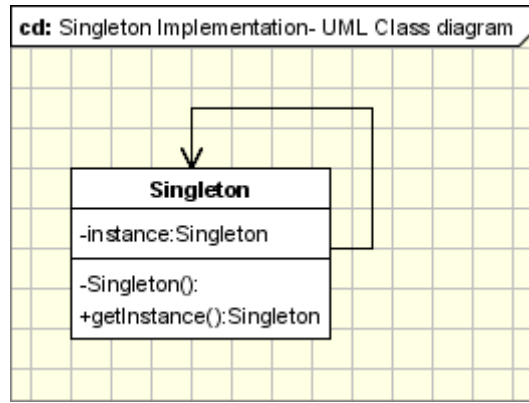 cd: Singleton Implementation- UML Class diagram
Singleton
-instance:Singleton
-Singleton():
+getInstance():Singleton